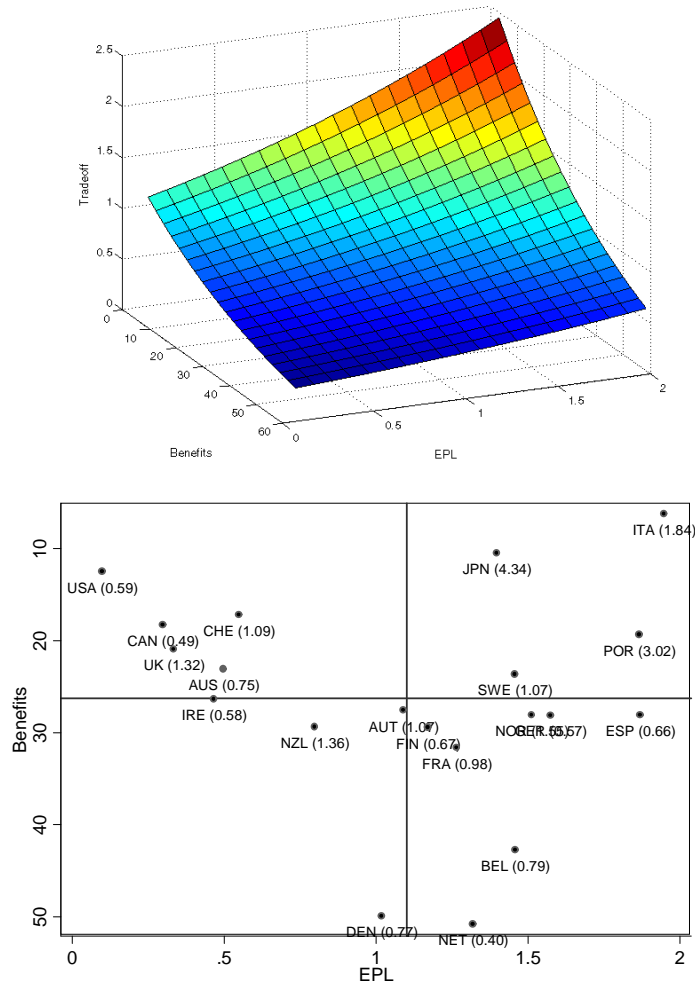 2.5
2
1.5
1
0.5
0
Tradeoff
0
10
20
30
40
50
60
Benefits
0
0.5
1
1.5
2
EPL
10
20
30
40
50
Benefits
ITA (1.84)
JPN (4.34)
USA (0.59)
CAN (0.49)
CHE (1.09)
UK (1.32)
POR (3.02)
AUS (0.75)
SWE (1.07)
IRE (0.58)
AUT (1.07)
NZL (1.36)
FIN (0.67)
ESP (0.66)
FRA (0.98)
BEL (0.79)
DEN (0.77)
NET (0.40)
0
.5
1
1.5
2
EPL